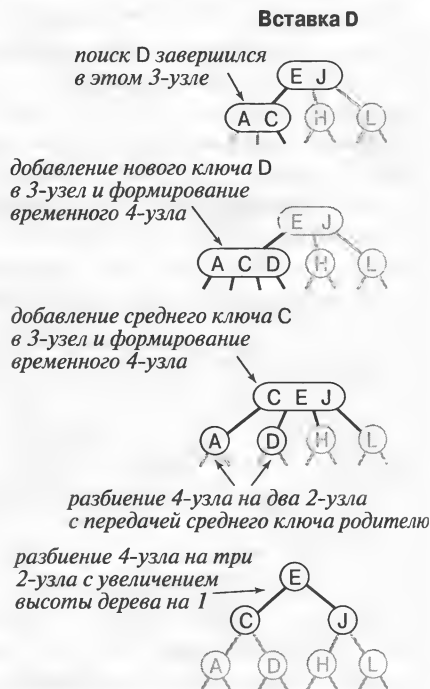 Вставка D
поиск D завершился
в этом 3-узле
E J
A C H L
добавление нового ключа D
в 3-узел и формирование
временного 4-узла
E J
A C D H L
добавление среднего ключа C
в 3-узел и формирование
временного 4-узла
C E J
A D H L
разбиение 4-узла на два 2-узла
с передачей среднего ключа родителю
разбиение 4-узла на три
2-узла с увеличением
высоты дерева на 1
E
C J
A D H L